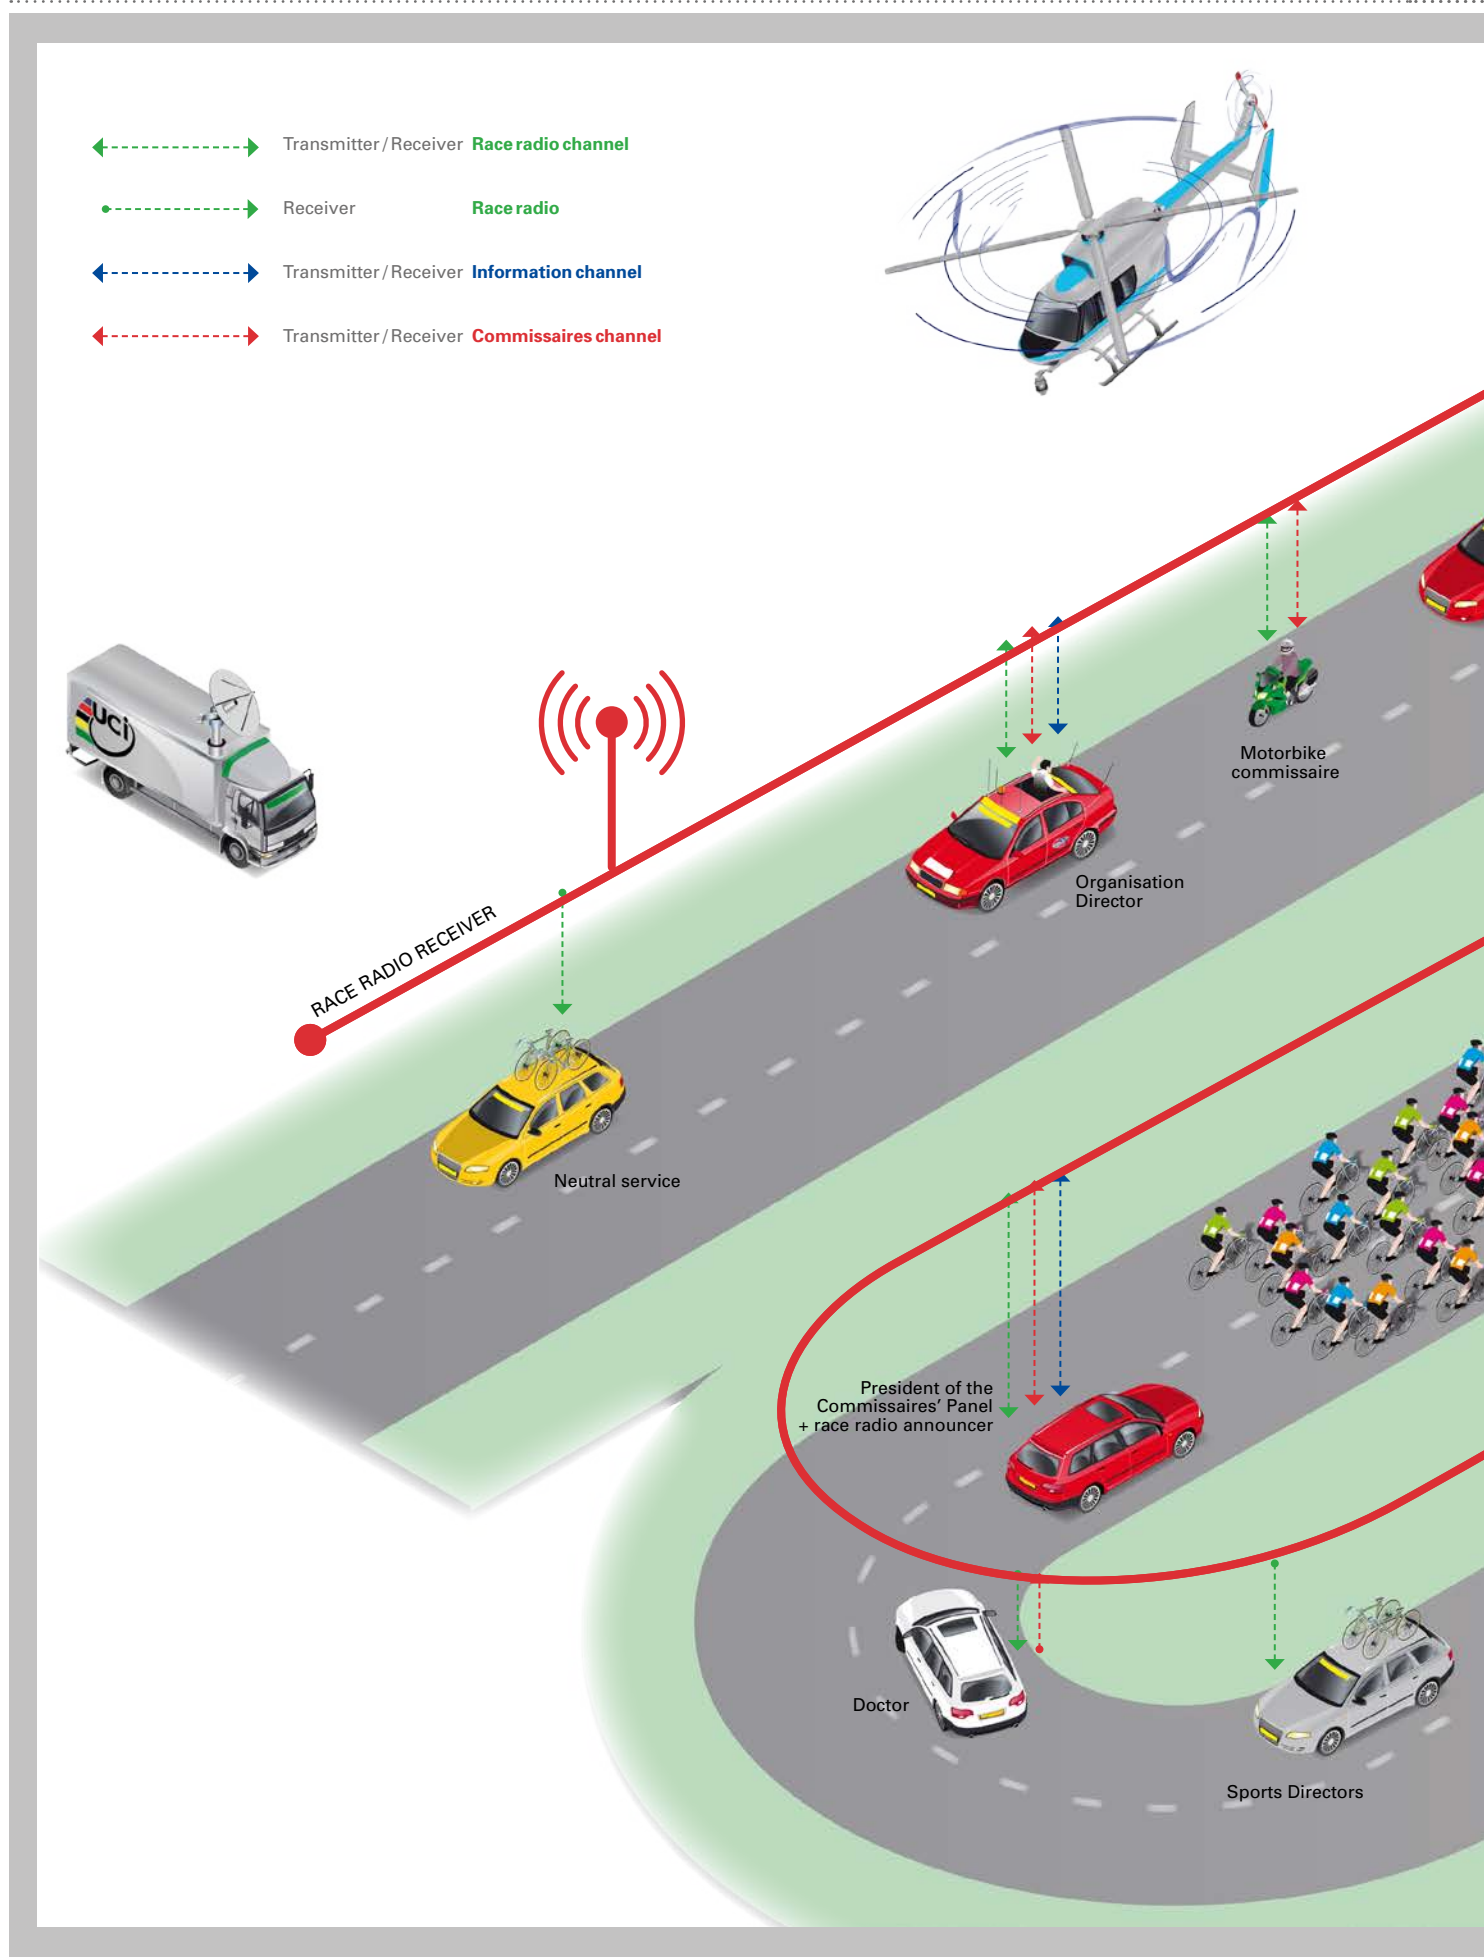 Transmitter / Receiver Race radio channel
Receiver Race radio
Transmitter / Receiver Information channel
Transmitter / Receiver Commissaires channel
UCi
Motorbike
commissaire
Organisation
Director
RACE RADIO RECEIVER
Neutral service
President of the
Commissaires' Panel
+ race radio announcer
Doctor
Sports Directors